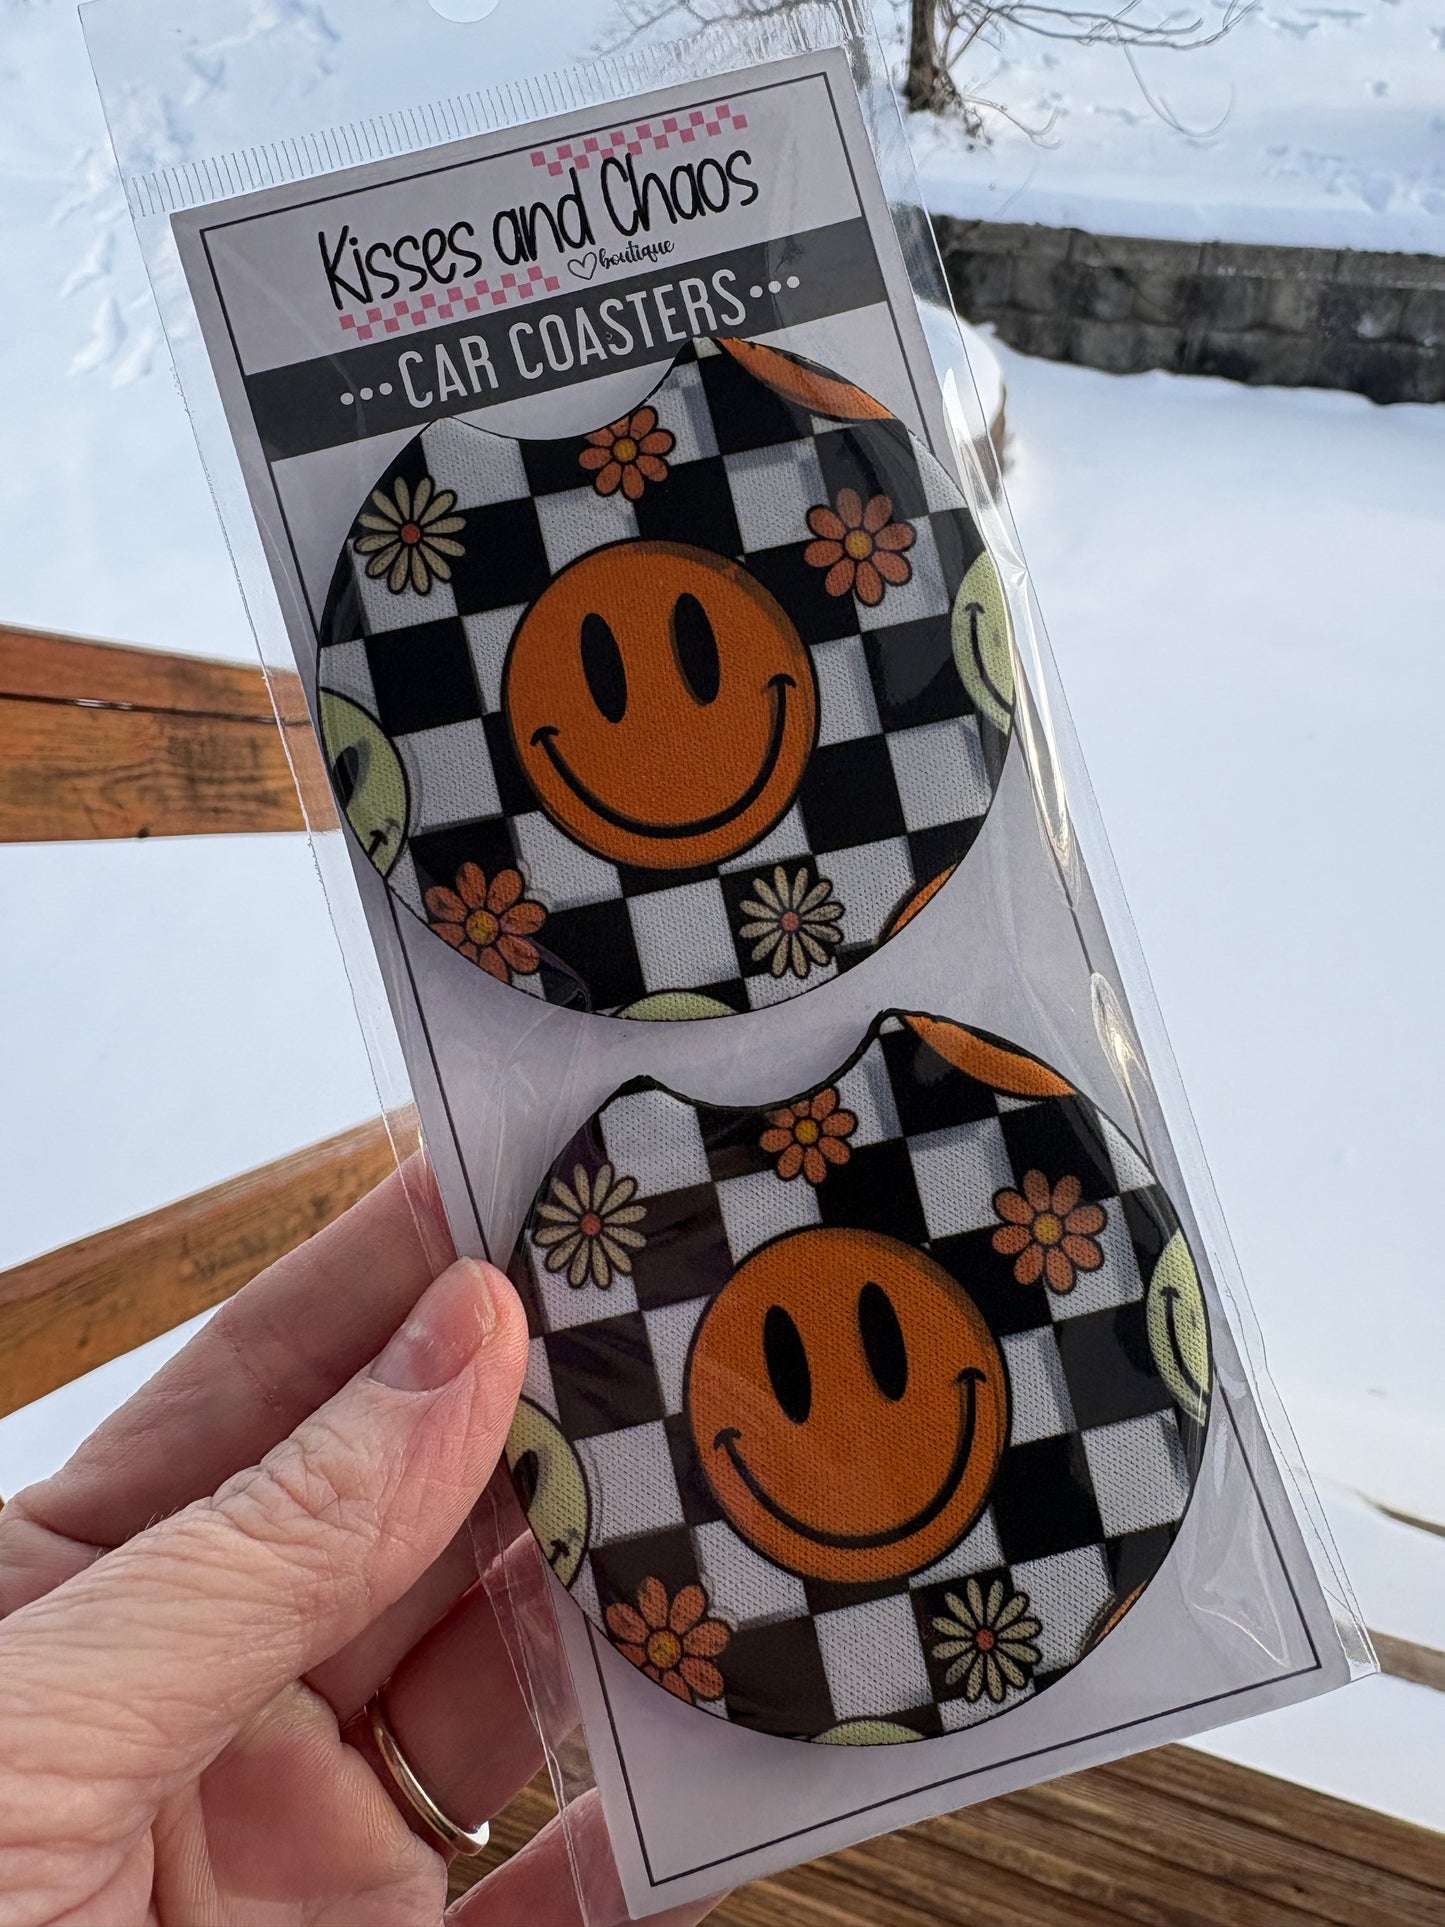 Kisses and Chaos
boutique
•••CAR COASTERS•••